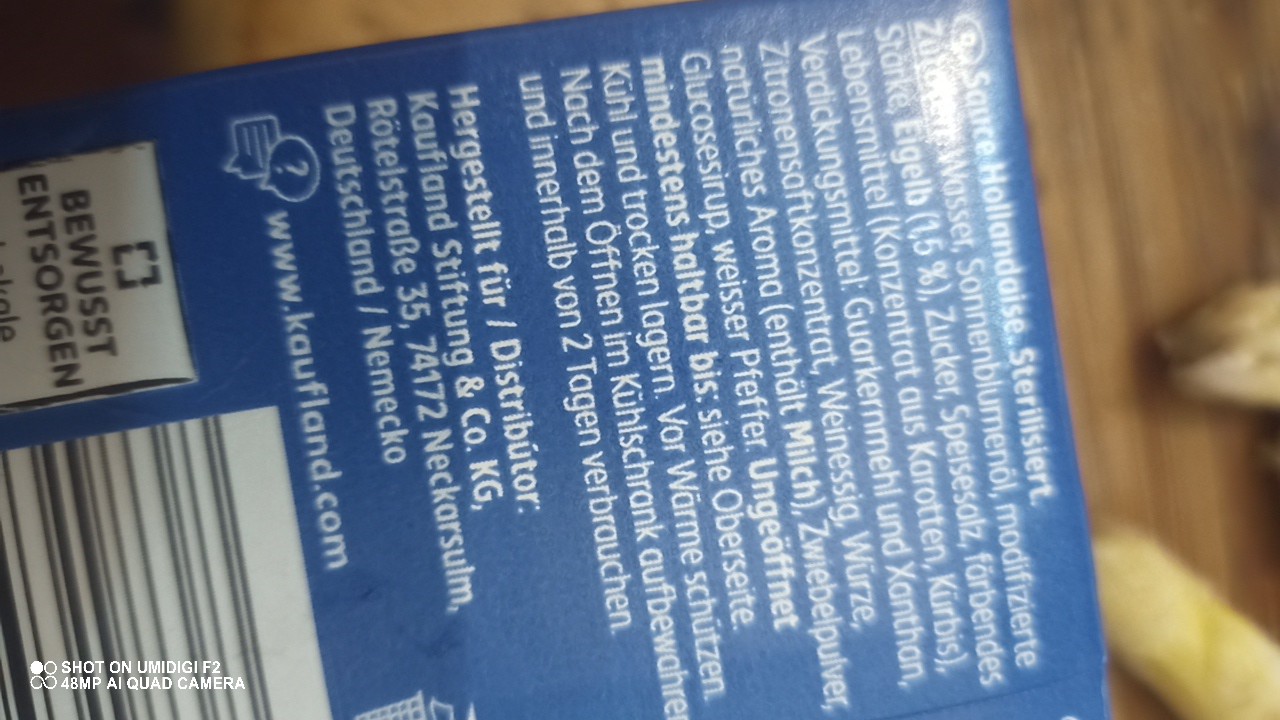 Sauce Hollandaise. Sterilisiert.
Zutaten: Wasser, Sonnenblumenöl, modifizierte
Stärke, Eigelb (1,5 %), Zucker, Speisesalz, färbendes
Lebensmittel (Konzentrat aus Karotten, Kürbis),
Verdickungsmittel: Guarkernmehl und Xanthan,
Zitronensaftkonzentrat, Weinessig, Würze,
natürliches Aroma (enthält Milch), Zwiebelpulver,
Glucosesirup, weisser Pfeffer. Ungeöffnet
mindestens haltbar bis: siehe Oberseite.
Kühl und trocken lagern. Vor Wärme schützen.
Nach dem Öffnen im Kühlschrank aufbewahren
und innerhalb von 2 Tagen verbrauchen.
Hergestellt für / Distribútor:
Kaufland Stiftung & Co. KG,
Rötelstraße 35, 74172 Neckarsulm,
Deutschland / Nemecko
www.kaufland.com
BEWUSST
ENTSORGEN
SHOT ON UMIDIGI F2
48MP AI QUAD CAMERA